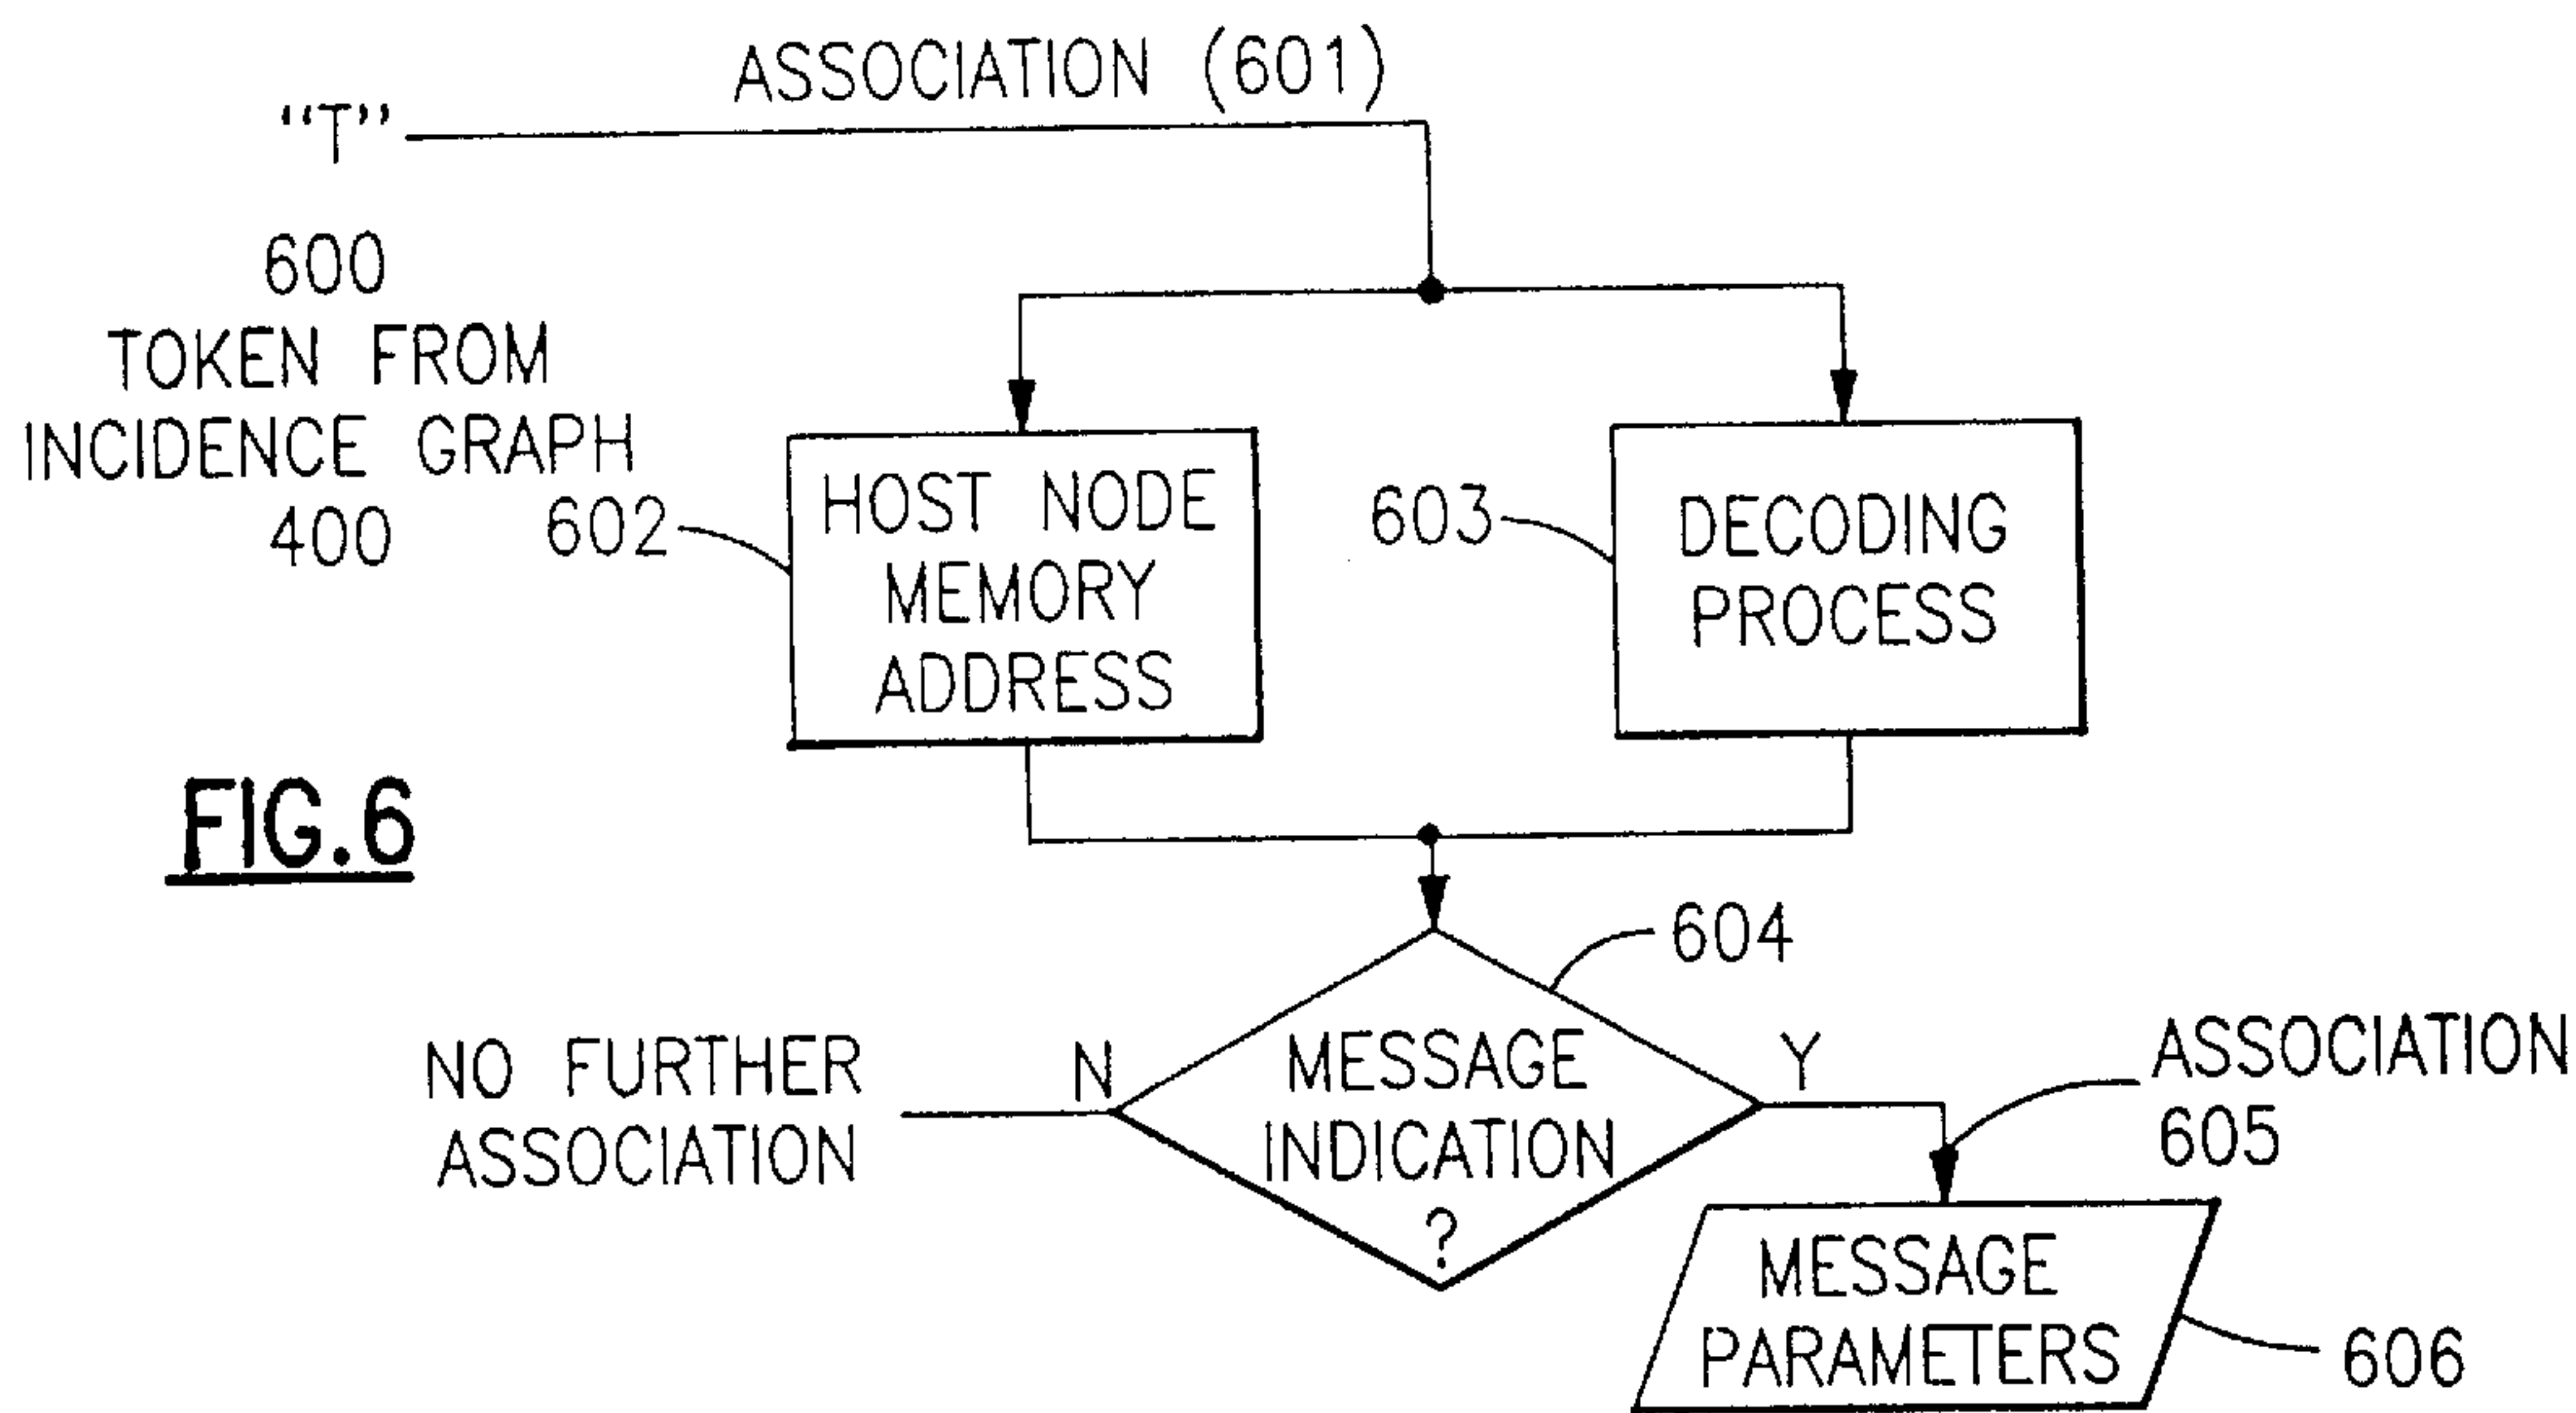 ASSOCIATION (601)
“T”
600
TOKEN FROM
INCIDENCE GRAPH
400
602
HOST NODE
MEMORY
ADDRESS
603
DECODING
PROCESS
FIG.6
604
NO FURTHER
ASSOCIATION
N
MESSAGE
INDICATION
?
Y
ASSOCIATION
605
MESSAGE
PARAMETERS
606